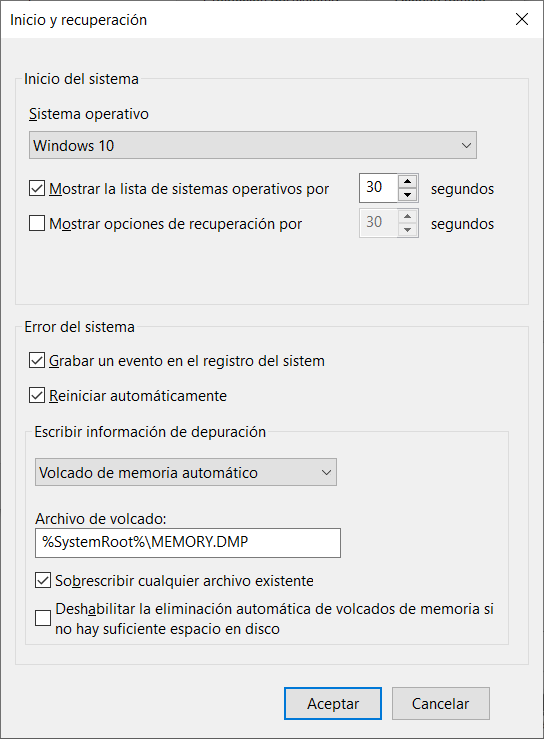 Inicio y recuperación
Inicio del sistema
Sistema operativo
Windows 10
Mostrar la lista de sistemas operativos por 30 segundos
Mostrar opciones de recuperación por 30 segundos
Error del sistema
Grabar un evento en el registro del sistem
Reiniciar automáticamente
Escribir información de depuración
Volcado de memoria automático
Archivo de volcado:
%SystemRoot%\MEMORY.DMP
Sobrescribir cualquier archivo existente
Deshabilitar la eliminación automática de volcados de memoria si
no hay suficiente espacio en disco
Aceptar Cancelar